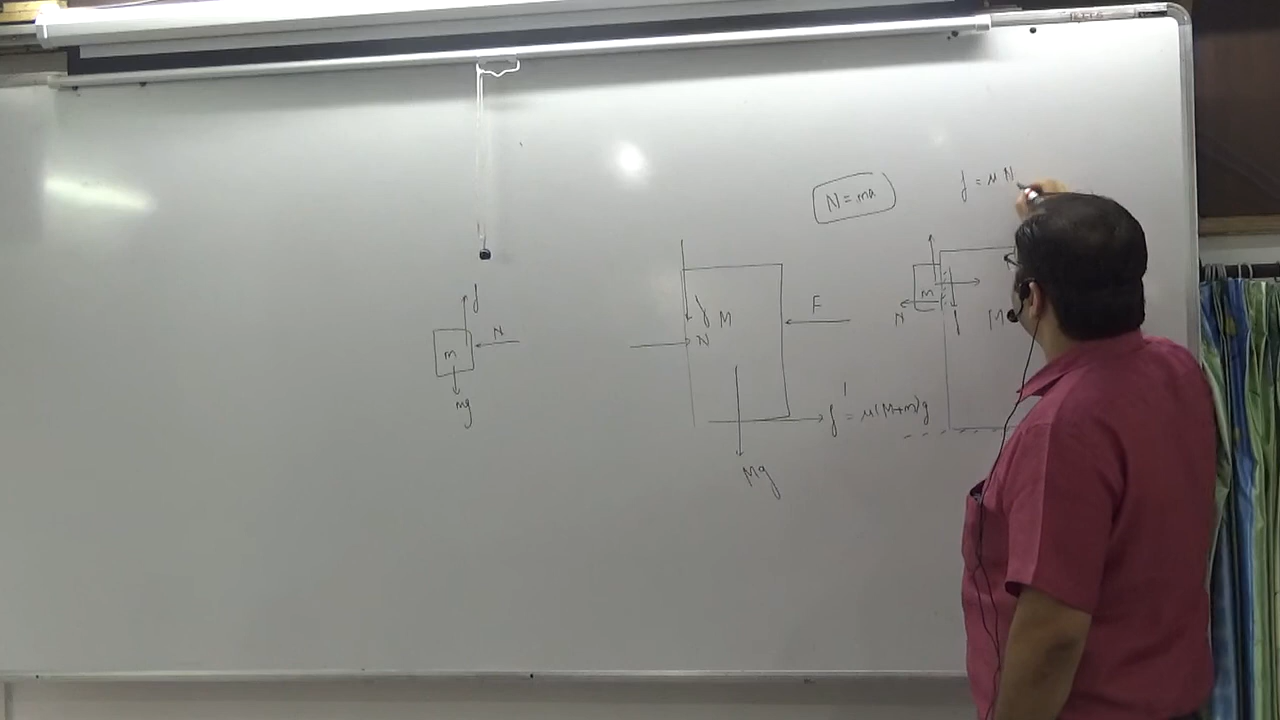 f = μ N
N = ma
m
N
f
M
f
m
N
mg
f
M
N
F
f' = μ(M+m)g
Mg